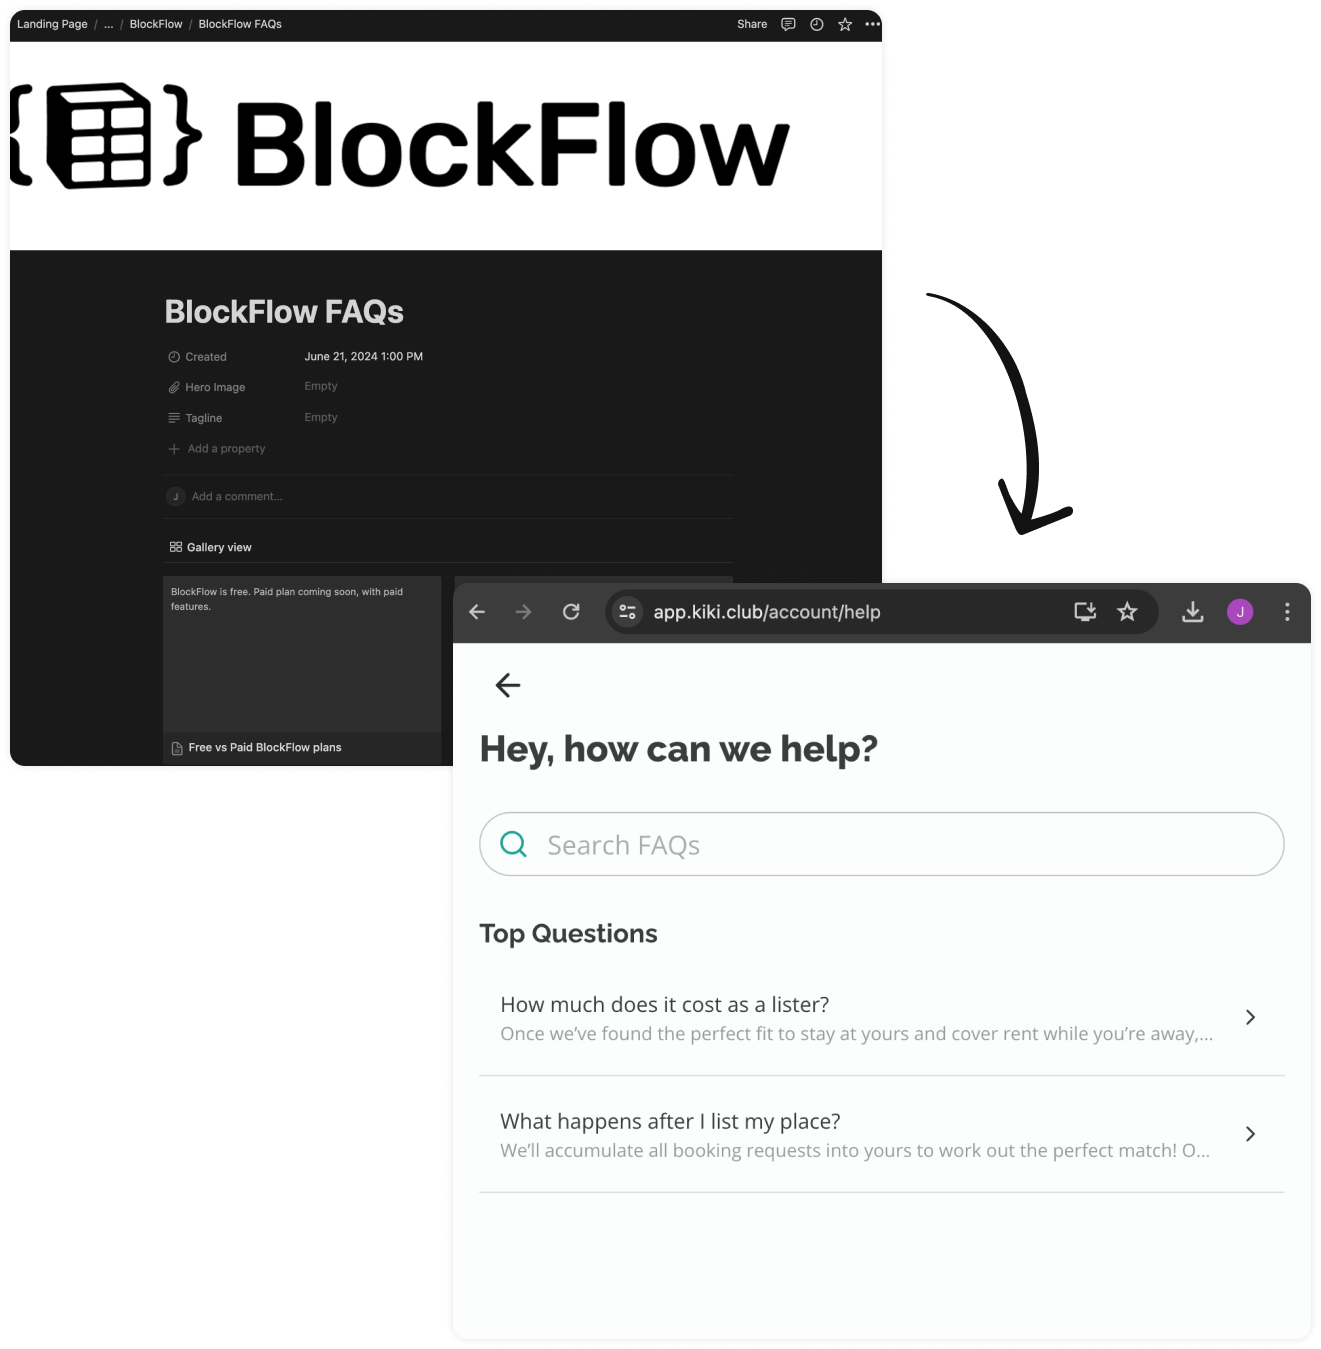 Landing Page / ... / BlockFlow / BlockFlow FAQs
Share
{ } BlockFlow
BlockFlow FAQs
Created June 21, 2024 1:00 PM
Hero Image Empty
Tagline Empty
Add a property
J Add a comment...
Gallery view
BlockFlow is free. Paid plan coming soon, with paid
features.
Free vs Paid BlockFlow plans
app.kiki.club/account/help
J
Hey, how can we help?
Search FAQs
Top Questions
How much does it cost as a lister?
Once we’ve found the perfect fit to stay at yours and cover rent while you’re away,...
What happens after I list my place?
We’ll accumulate all booking requests into yours to work out the perfect match! O...